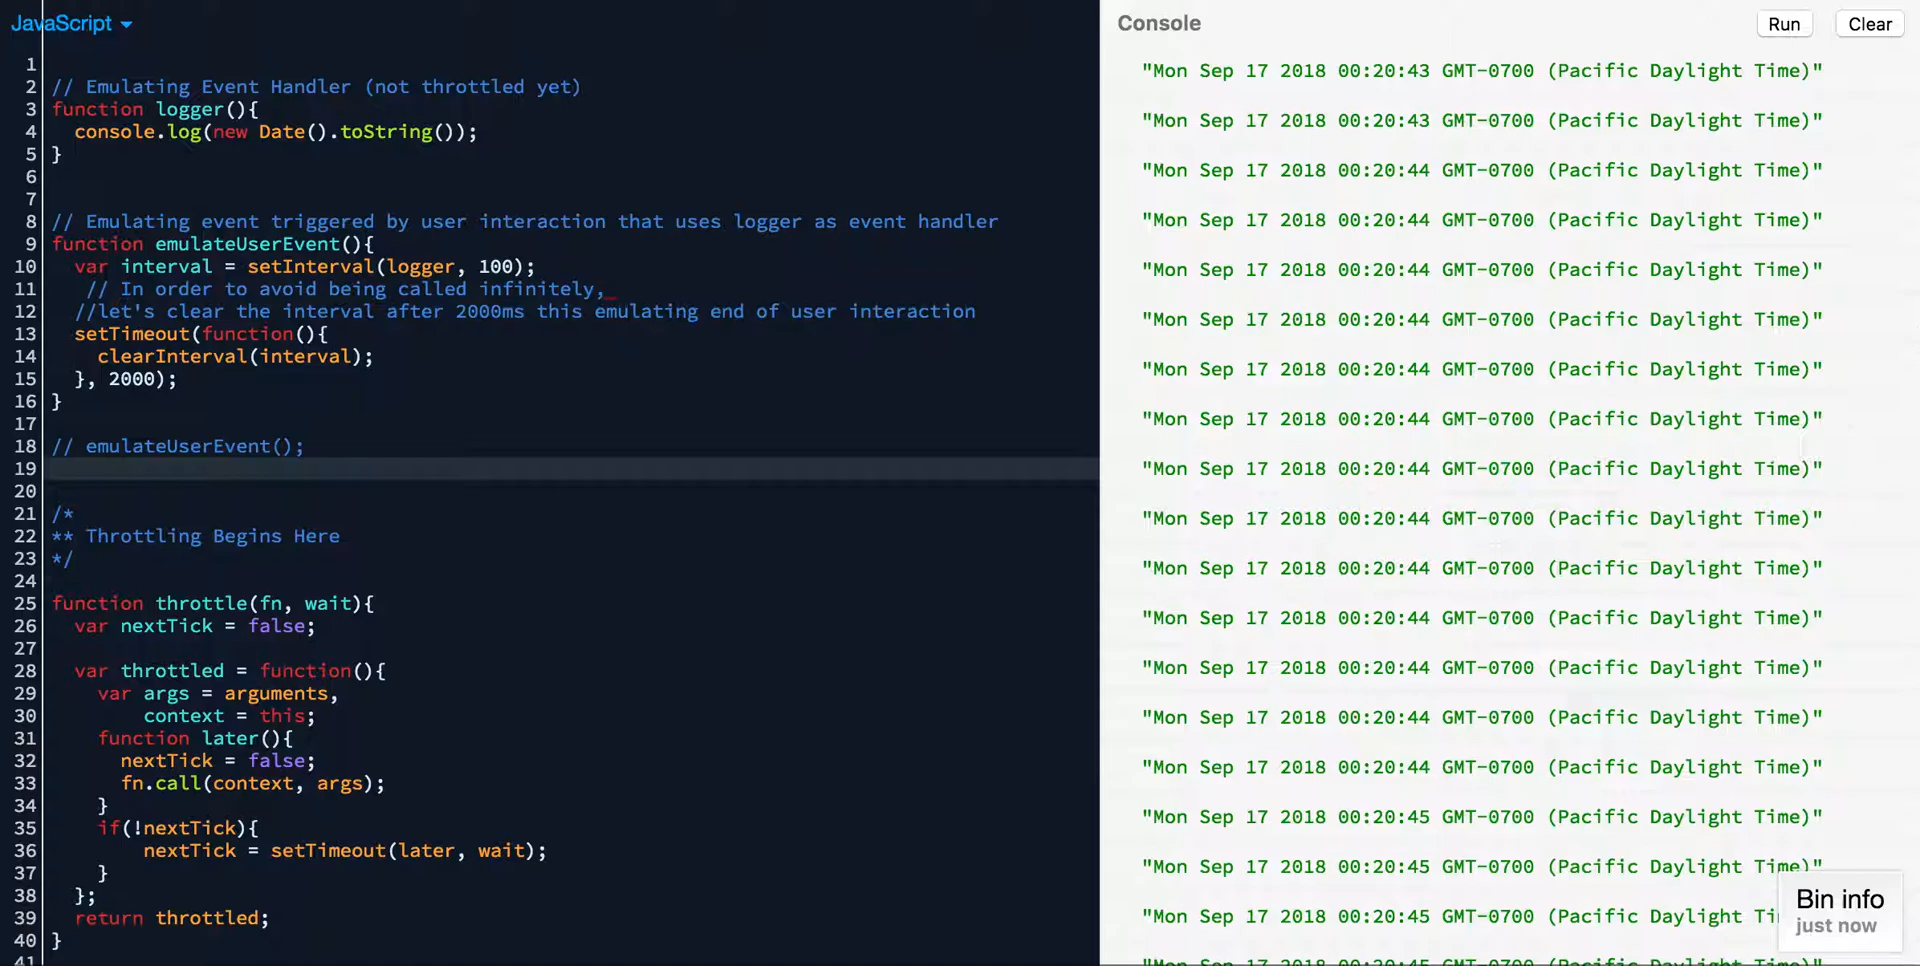 JavaScript
1
2 // Emulating Event Handler (not throttled yet)
3 function logger(){
4 console.log(new Date().toString());
5 }
6
7
8 // Emulating event triggered by user interaction that uses logger as event handler
9 function emulateUserEvent(){
10 var interval = setInterval(logger, 100);
11 // In order to avoid being called infinitely,
12 //let's clear the interval after 2000ms this emulating end of user interaction
13 setTimeout(function(){
14 clearInterval(interval);
15 }, 2000);
16 }
17
18 // emulateUserEvent();
19
20
21 /*
22 ** Throttling Begins Here
23 */
24
25 function throttle(fn, wait){
26 var nextTick = false;
27
28 var throttled = function(){
29 var args = arguments,
30 context = this;
31 function later(){
32 nextTick = false;
33 fn.call(context, args);
34 }
35 if(!nextTick){
36 nextTick = setTimeout(later, wait);
37 }
38 };
39 return throttled;
40 }
41
Console
Run
Clear
"Mon Sep 17 2018 00:20:43 GMT-0700 (Pacific Daylight Time)"
"Mon Sep 17 2018 00:20:43 GMT-0700 (Pacific Daylight Time)"
"Mon Sep 17 2018 00:20:44 GMT-0700 (Pacific Daylight Time)"
"Mon Sep 17 2018 00:20:44 GMT-0700 (Pacific Daylight Time)"
"Mon Sep 17 2018 00:20:44 GMT-0700 (Pacific Daylight Time)"
"Mon Sep 17 2018 00:20:44 GMT-0700 (Pacific Daylight Time)"
"Mon Sep 17 2018 00:20:44 GMT-0700 (Pacific Daylight Time)"
"Mon Sep 17 2018 00:20:44 GMT-0700 (Pacific Daylight Time)"
"Mon Sep 17 2018 00:20:44 GMT-0700 (Pacific Daylight Time)"
"Mon Sep 17 2018 00:20:44 GMT-0700 (Pacific Daylight Time)"
"Mon Sep 17 2018 00:20:44 GMT-0700 (Pacific Daylight Time)"
"Mon Sep 17 2018 00:20:44 GMT-0700 (Pacific Daylight Time)"
"Mon Sep 17 2018 00:20:44 GMT-0700 (Pacific Daylight Time)"
"Mon Sep 17 2018 00:20:44 GMT-0700 (Pacific Daylight Time)"
"Mon Sep 17 2018 00:20:44 GMT-0700 (Pacific Daylight Time)"
"Mon Sep 17 2018 00:20:45 GMT-0700 (Pacific Daylight Time)"
"Mon Sep 17 2018 00:20:45 GMT-0700 (Pacific Daylight Time)"
"Mon Sep 17 2018 00:20:45 GMT-0700 (Pacific Daylight Ti
"Mon Sep 17 2018 00:20:45 GMT-0700 (Pacific Daylight Ti
Bin info
just now